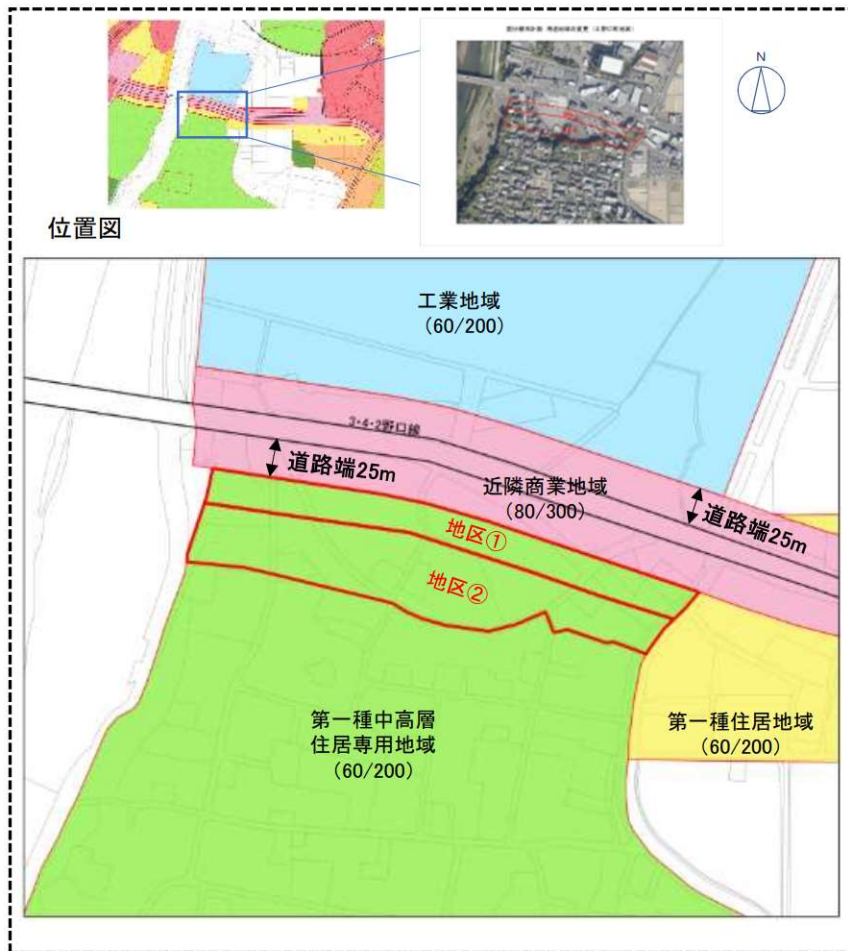 N
位置図
工業地域
(60/200)
3・4・2野口線
道路端25m
近隣商業地域
(80/300)
道路端25m
地区①
地区②
第一種中高層
住居専用地域
(60/200)
第一種住居地域
(60/200)